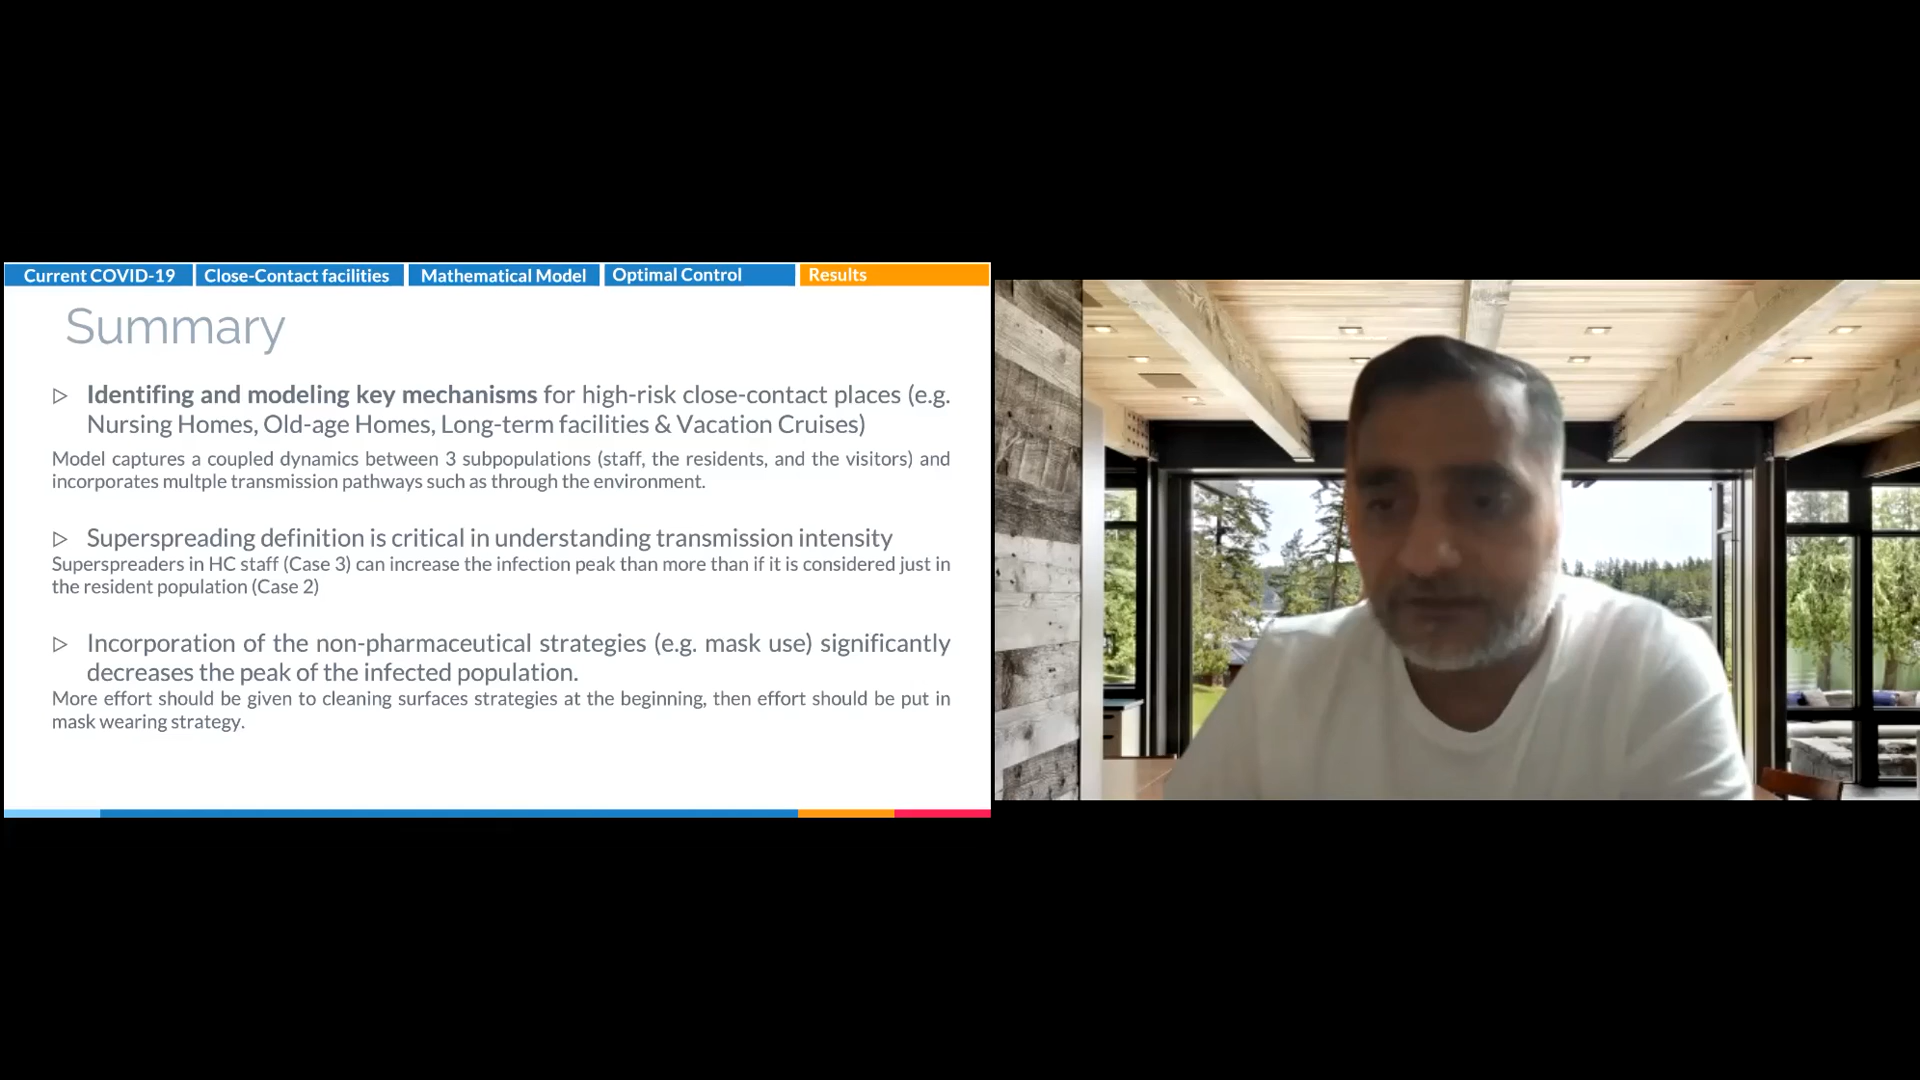 Current COVID-19 Close-Contact facilities Mathematical Model Optimal Control Results
Summary
Identifing and modeling key mechanisms for high-risk close-contact places (e.g.
Nursing Homes, Old-age Homes, Long-term facilities & Vacation Cruises)
Model captures a coupled dynamics between 3 subpopulations (staff, the residents, and the visitors) and
incorporates multple transmission pathways such as through the environment.
Superspreading definition is critical in understanding transmission intensity
Superspreaders in HC staff (Case 3) can increase the infection peak than more than if it is considered just in
the resident population (Case 2)
Incorporation of the non-pharmaceutical strategies (e.g. mask use) significantly
decreases the peak of the infected population.
More effort should be given to cleaning surfaces strategies at the beginning, then effort should be put in
mask wearing strategy.